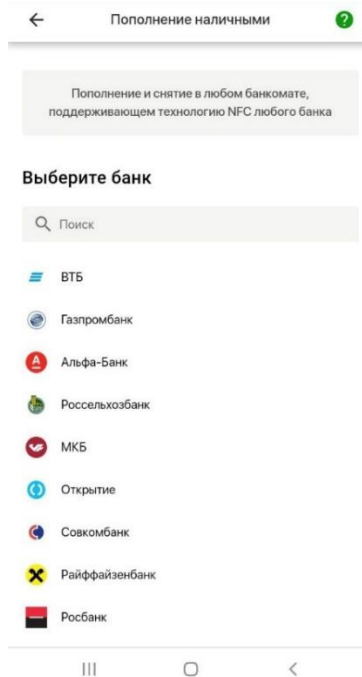 Пополнение наличными
?
Пополнение и снятие в любом банкомате,
поддерживающем технологию NFC любого банка
Выберите банк
Поиск
ВТБ
Газпромбанк
Альфа-Банк
Россельхозбанк
МКБ
Открытие
Совкомбанк
Райффайзенбанк
Росбанк